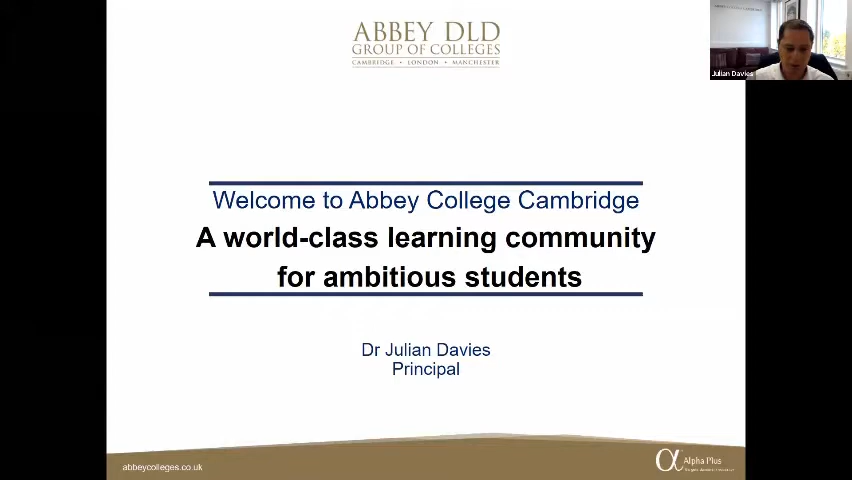 ABBEY DLD
GROUP OF COLLEGES
CAMBRIDGE • LONDON • MANCHESTER
Julian Davies
Welcome to Abbey College Cambridge
A world-class learning community
for ambitious students
Dr Julian Davies
Principal
abbeycolleges.co.uk
Alpha Plus